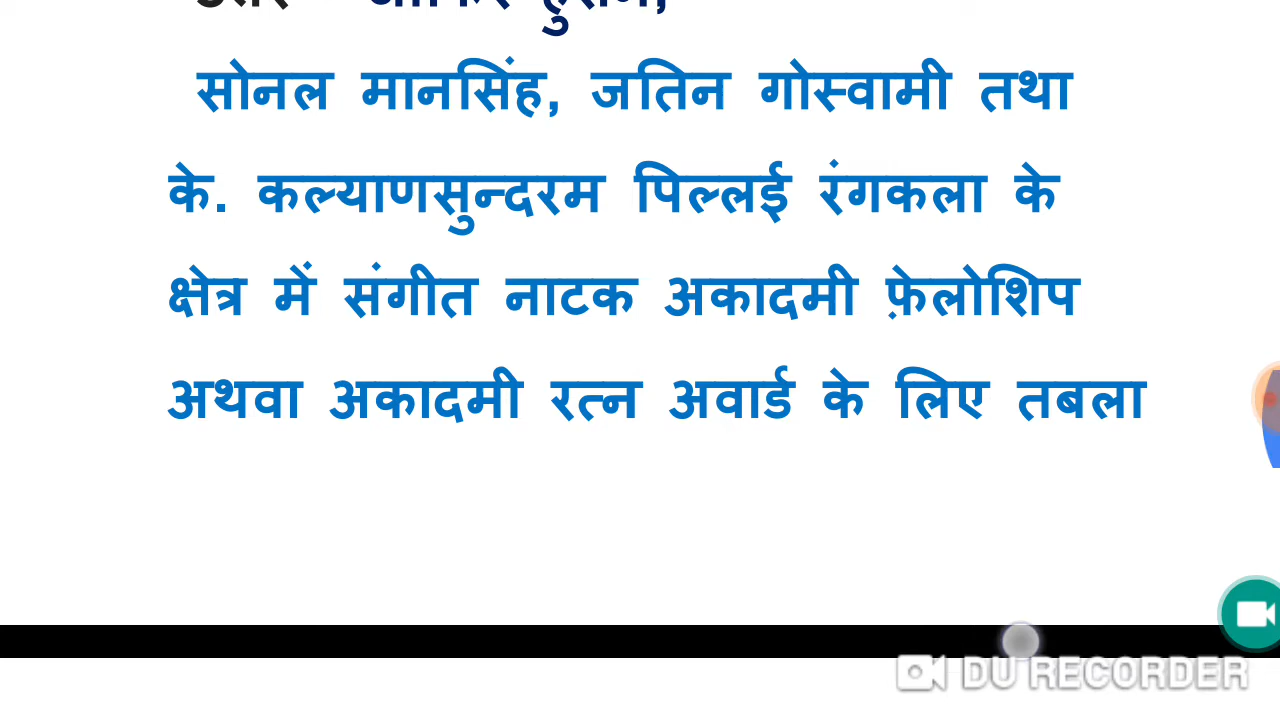 सोनल मानसिंह, जतिन गोस्वामी तथा
के. कल्याणसुन्दरम पिल्लई रंगकला के
क्षेत्र में संगीत नाटक अकादमी फ़ेलोशिप
अथवा अकादमी रत्न अवार्ड के लिए तबला
DU RECORDER